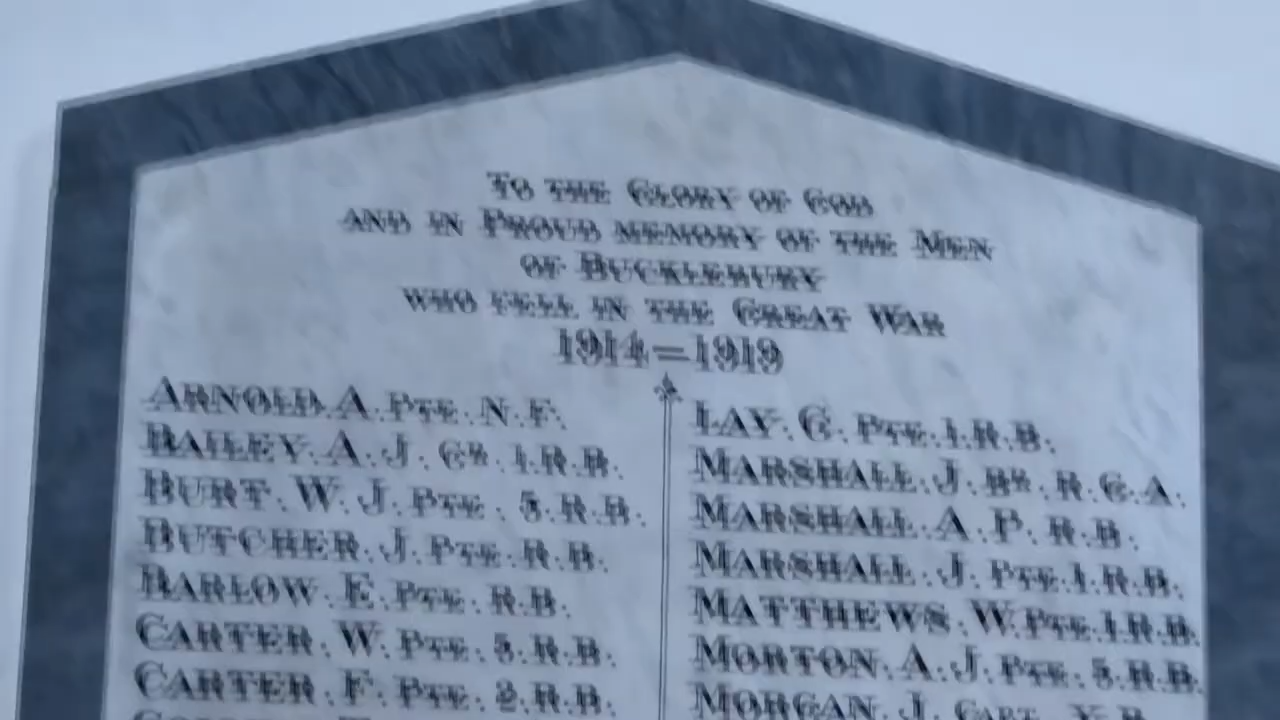 To the Glory of God
and in Proud memory of the Men
of Bucklebury
who fell in the Great War
1914=1919
Arnold. A. Pte. N. F.
Bailey. A. J. Gr. 1. R. B.
Burt. W. J. Pte. 5. R. B.
Butcher. J. Pte. R. B.
Barlow. E. Pte. R. B.
Carter. W. Pte. 5. R. B.
Carter. F. Pte. 2. R. B.
Lay. C. Pte. 1. R. B.
Marshall. J. Br. R. G. A.
Marshall. A. P. R. B.
Marshall. J. Pte. 1. R. B.
Matthews. W. Pte. 1. R. B.
Morton. A. J. Pte. 5. R. B.
Morgan. J. Capt.